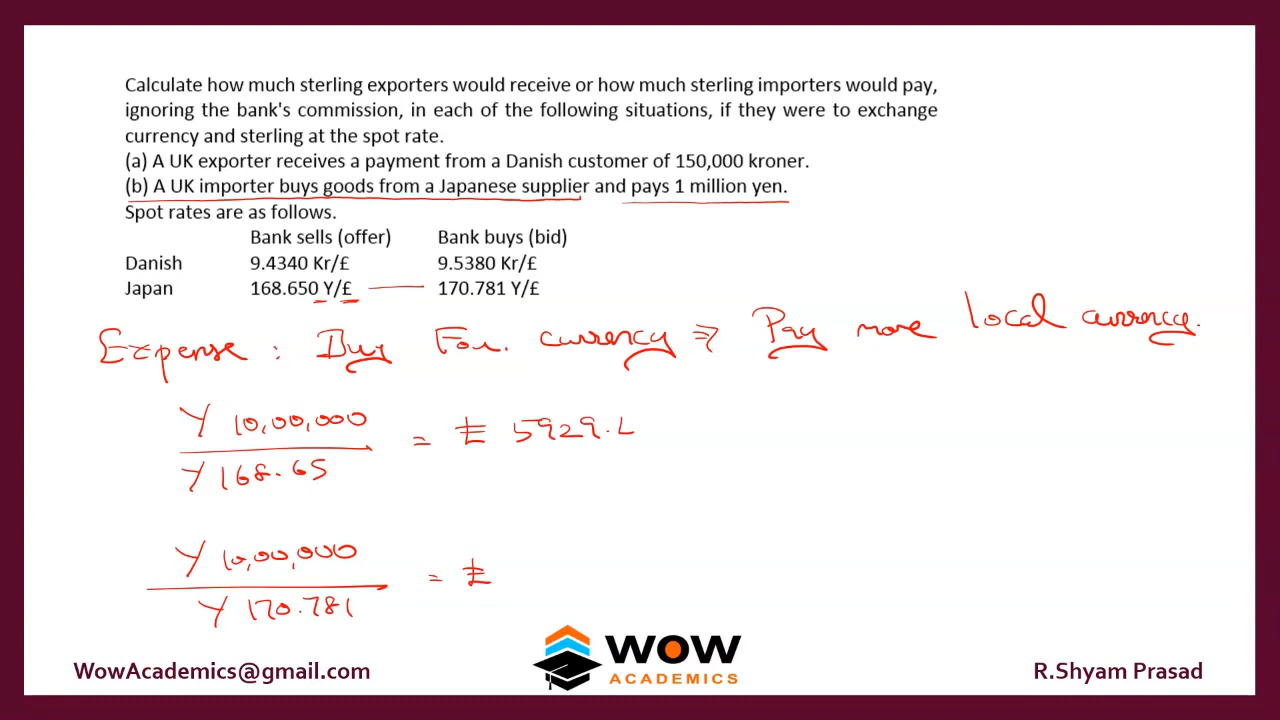 Calculate how much sterling exporters would receive or how much sterling importers would pay,
ignoring the bank's commission, in each of the following situations, if they were to exchange
currency and sterling at the spot rate.
(a) A UK exporter receives a payment from a Danish customer of 150,000 kroner.
(b) A UK importer buys goods from a Japanese supplier and pays 1 million yen.
Spot rates are as follows.
Bank sells (offer) Bank buys (bid)
Danish 9.4340 Kr/£ 9.5380 Kr/£
Japan 168.650 Y/£ 170.781 Y/£
Expense : Buy For. currency ⇒ Pay more local currency.
Y 10,00,000
= £ 5929.
Y 168.65
Y 10,00,000
= £
Y 170.781
WOW
ACADEMICS
WowAcademics@gmail.com
R.Shyam Prasad